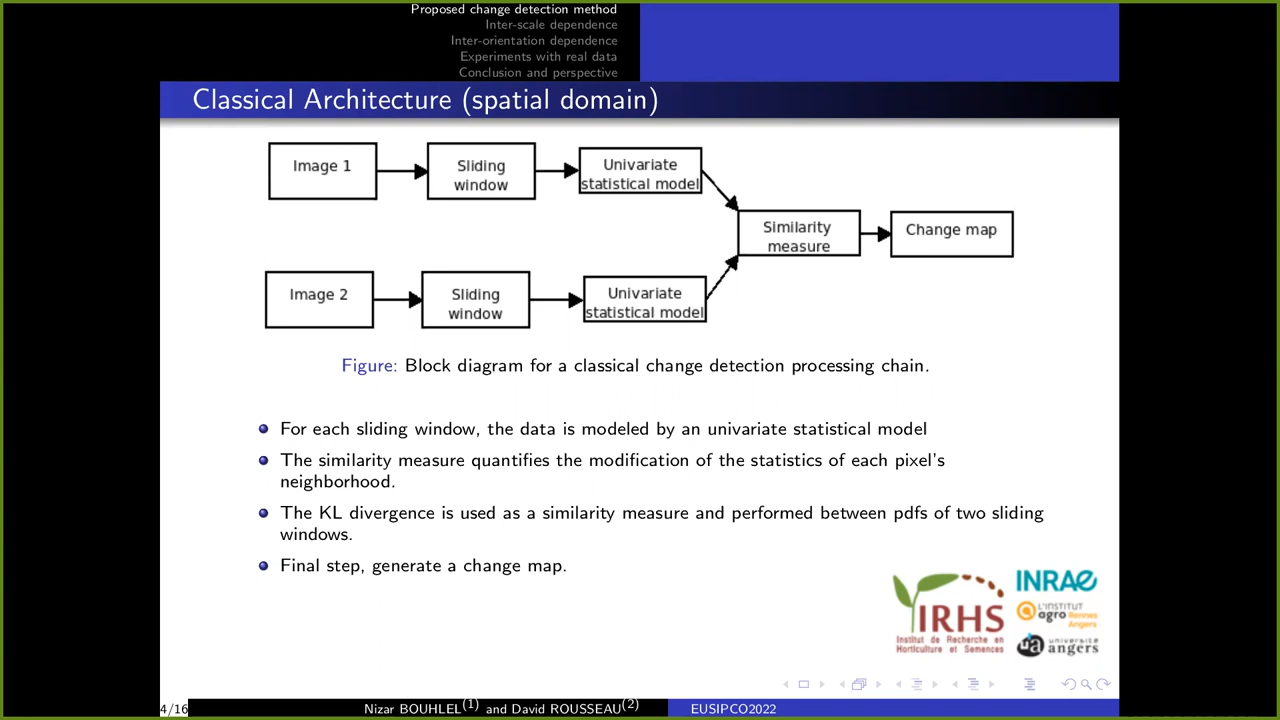 Proposed change detection method
Inter-scale dependence
Inter-orientation dependence
Experiments with real data
Conclusion and perspective
Classical Architecture (spatial domain)
Image 1
Sliding
window
Univariate
statistical model
Similarity
measure
Change map
Image 2
Sliding
window
Univariate
statistical model
Figure: Block diagram for a classical change detection processing chain.
For each sliding window, the data is modeled by an univariate statistical model
The similarity measure quantifies the modification of the statistics of each pixel's
neighborhood.
The KL divergence is used as a similarity measure and performed between pdfs of two sliding
windows.
Final step, generate a change map.
IRHS
Institut de Recherche en
Horticulture et Semences
INRAE
L'INSTITUT
agro Rennes
Angers
ua université
angers
4/16
Nizar BOUHLEL(1) and David ROUSSEAU(2)
EUSIPCO2022